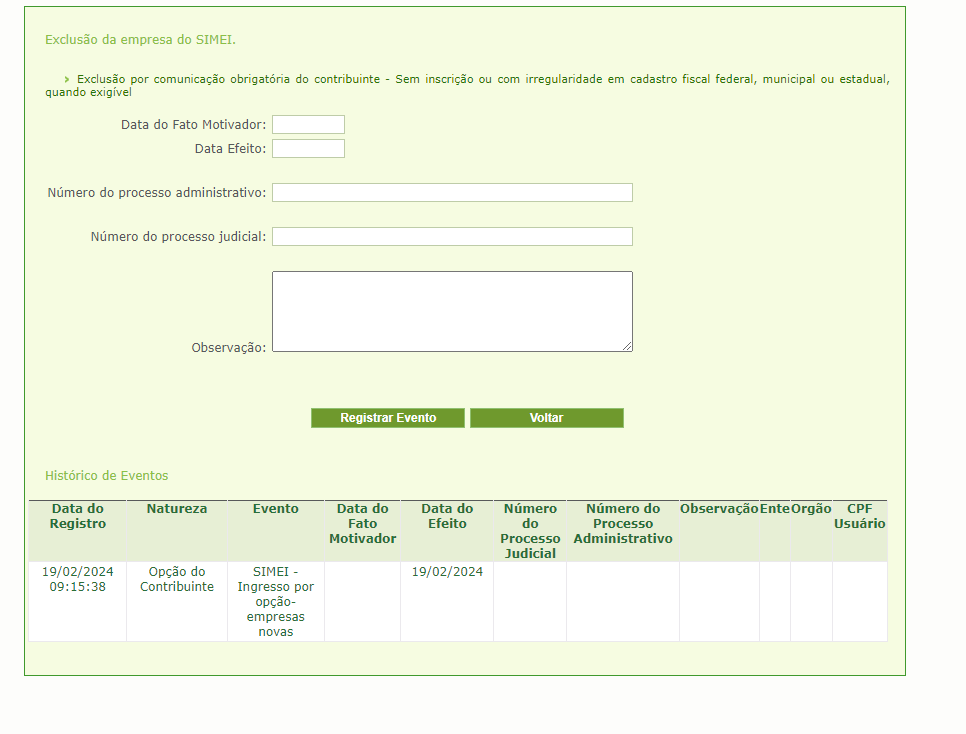 Exclusão da empresa do SIMEI.
› Exclusão por comunicação obrigatória do contribuinte - Sem inscrição ou com irregularidade em cadastro fiscal federal, municipal ou estadual,
quando exigível
Data do Fato Motivador:
Data Efeito:
Número do processo administrativo:
Número do processo judicial:
Observação:
Registrar Evento Voltar
Histórico de Eventos
Data do Registro Natureza Evento Data do Fato Motivador Data do Efeito Número do Processo Judicial Número do Processo Administrativo Observação Ente Orgão CPF Usuário
19/02/2024 09:15:38 Opção do Contribuinte SIMEI - Ingresso por opção- empresas novas 19/02/2024